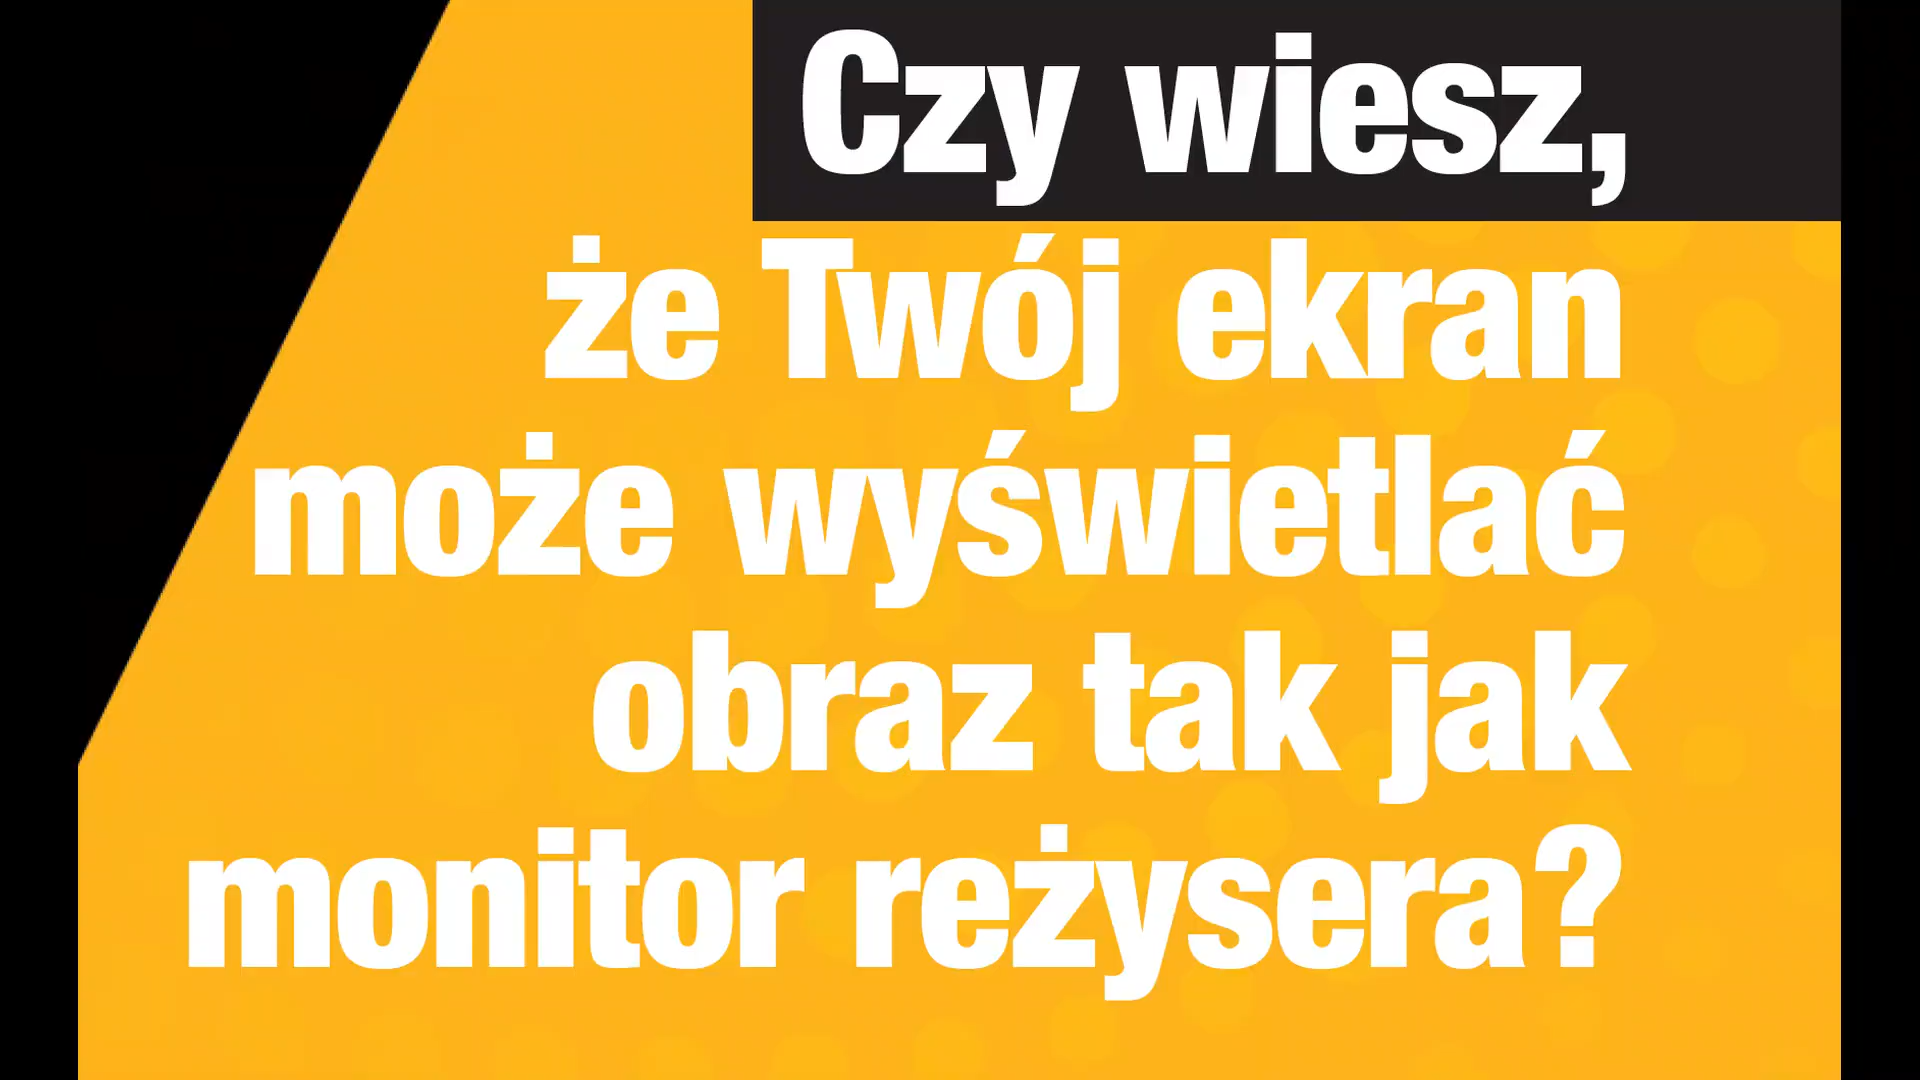 Czy wiesz,
że Twój ekran
może wyświetlać
obraz tak jak
monitor reżysera?